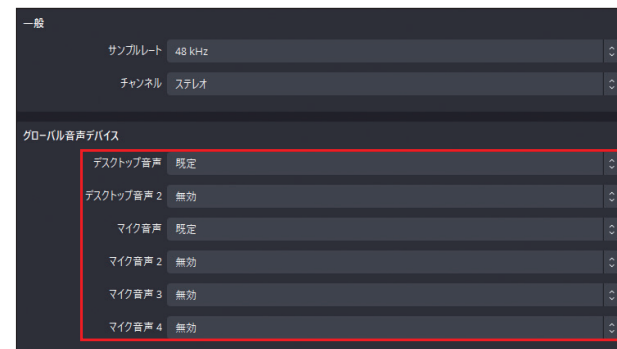 一般
サンプルレート 48 kHz
チャンネル ステレオ
グローバル音声デバイス
デスクトップ音声 既定
デスクトップ音声 2 無効
マイク音声 既定
マイク音声 2 無効
マイク音声 3 無効
マイク音声 4 無効